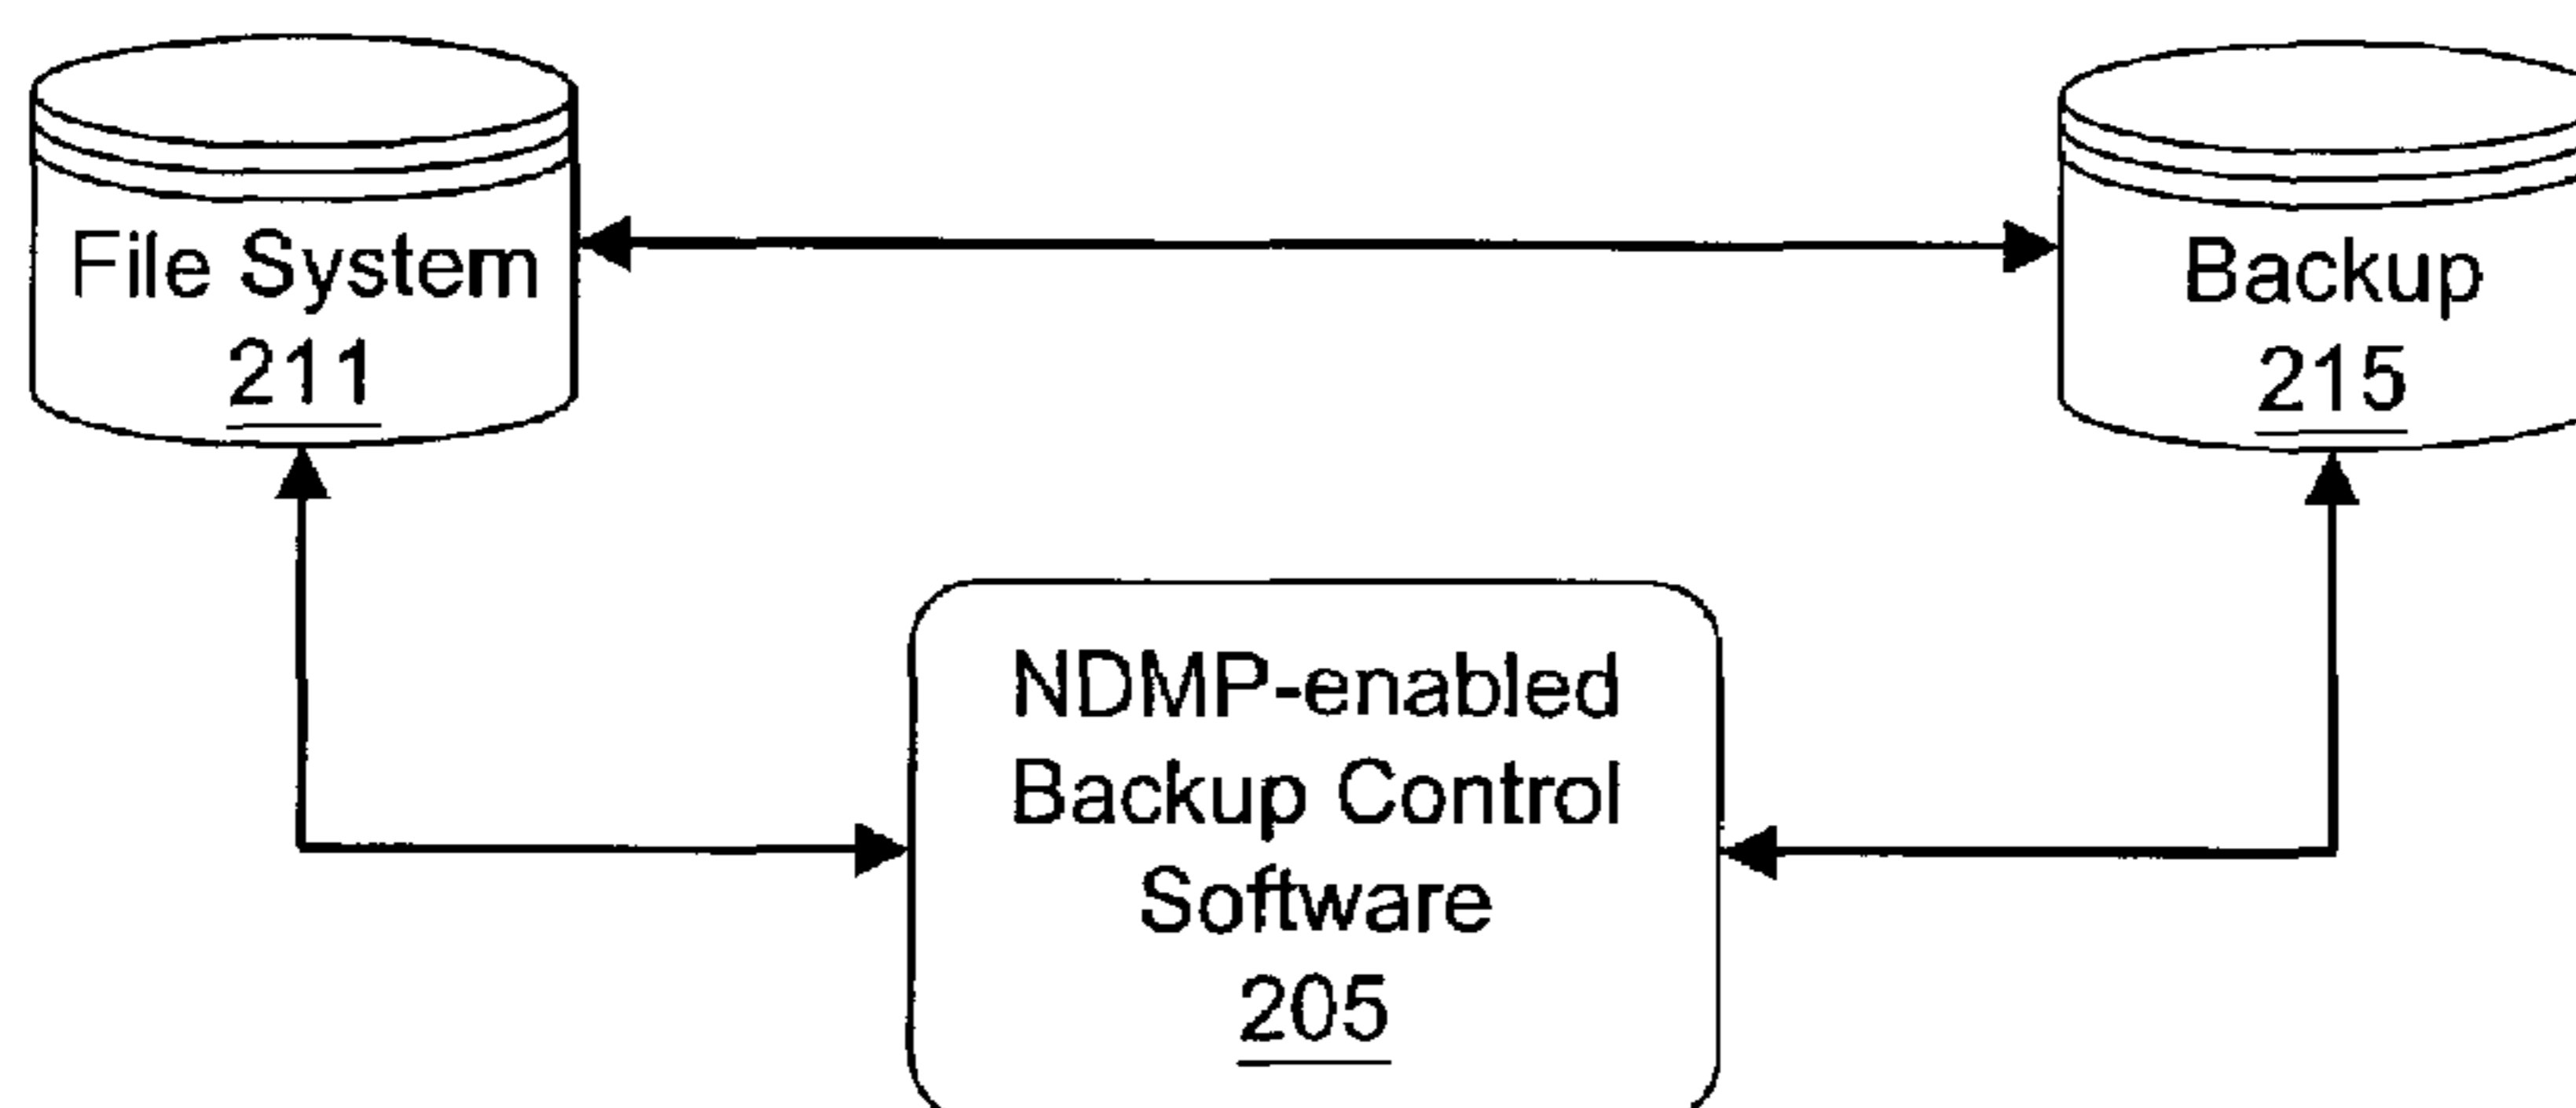 File System
211
Backup
215
NDMP-enabled
Backup Control
Software
205